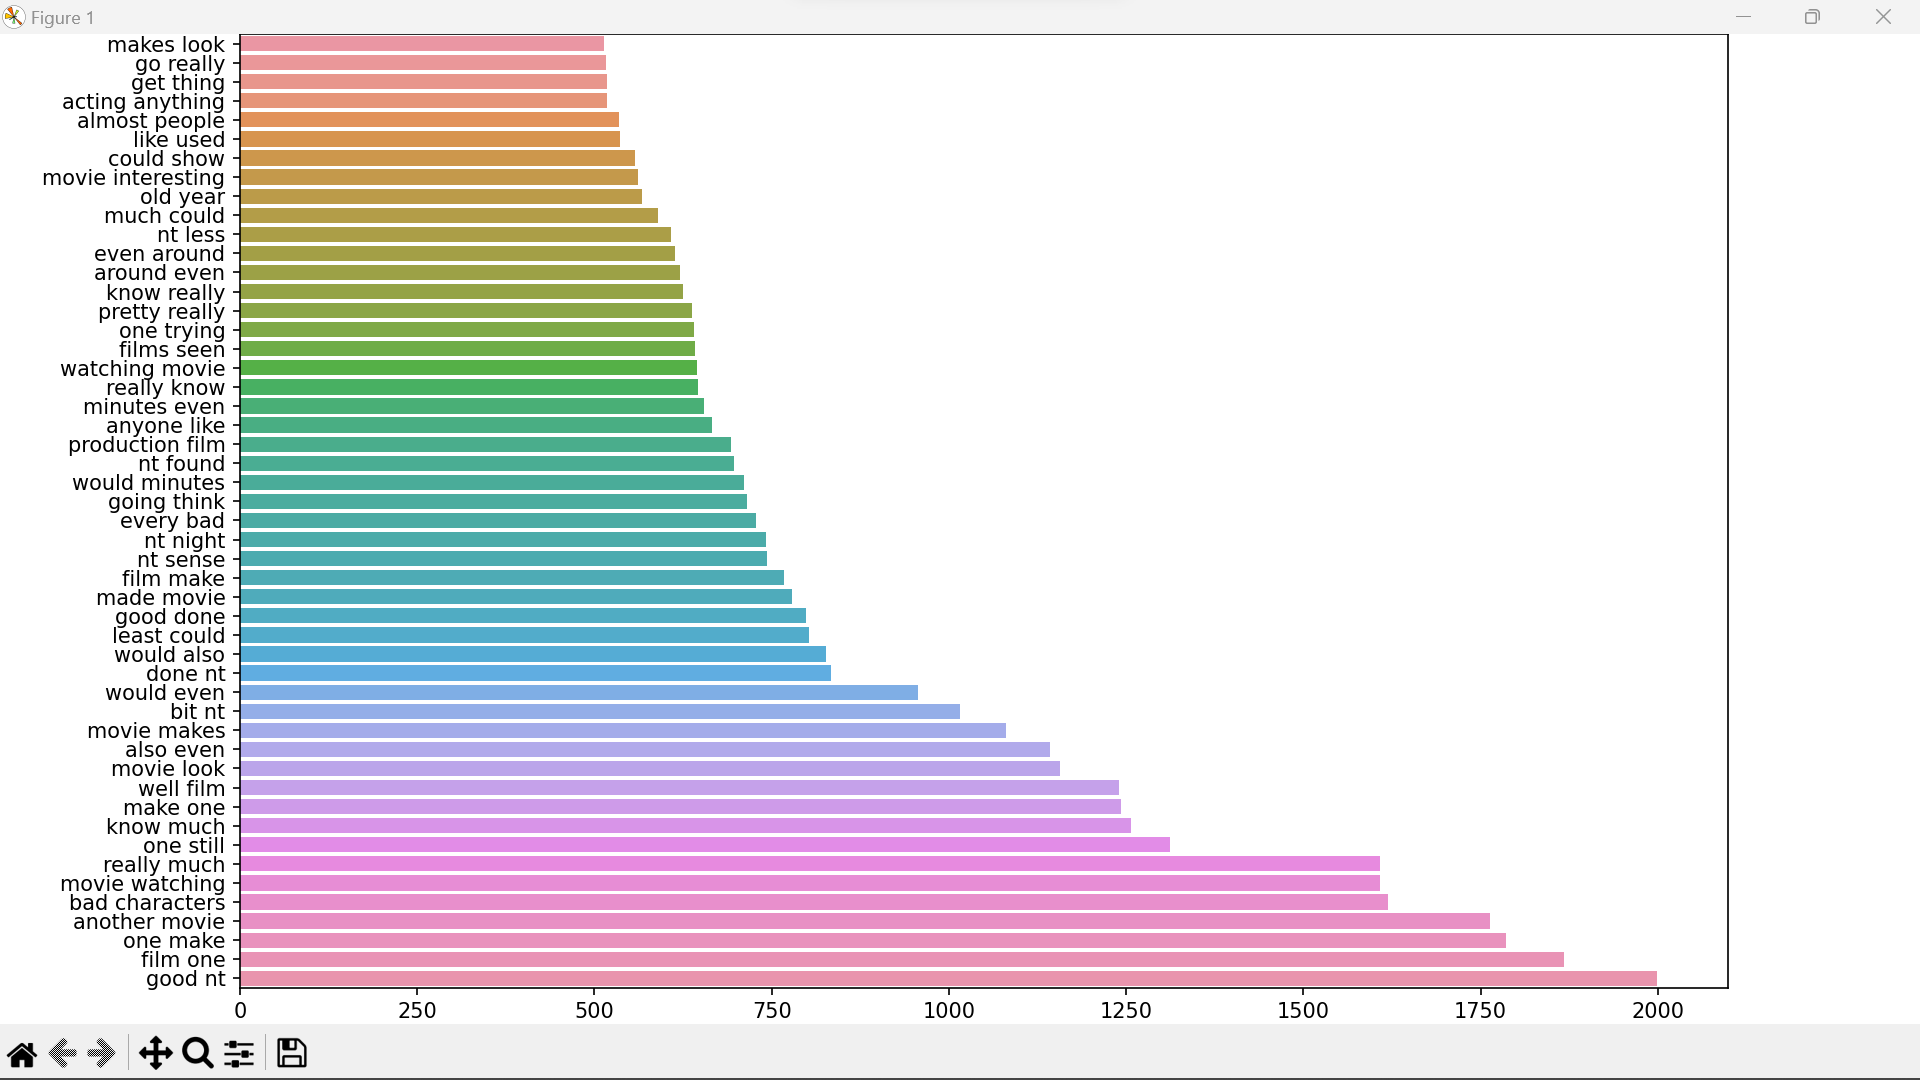 Figure 1
makes look
go really
get thing
acting anything
almost people
like used
could show
movie interesting
old year
much could
nt less
even around
around even
know really
pretty really
one trying
films seen
watching movie
really know
minutes even
anyone like
production film
nt found
would minutes
going think
every bad
nt night
nt sense
film make
made movie
good done
least could
would also
done nt
would even
bit nt
movie makes
also even
movie look
well film
make one
know much
one still
really much
movie watching
bad characters
another movie
one make
film one
good nt
0 250 500 750 1000 1250 1500 1750 2000